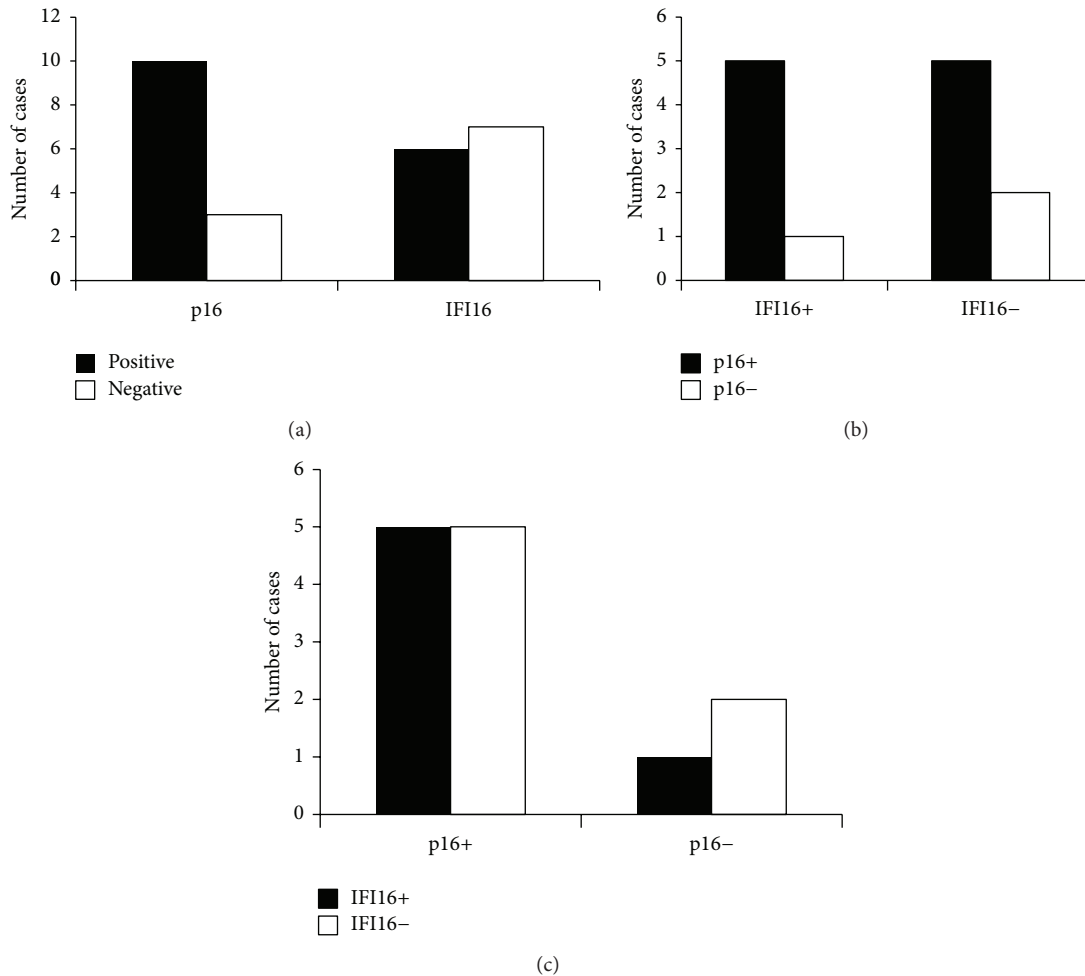 12
10
8
6
4
2
0
Number of cases
p16
IFI16
Positive
Negative
(a)
6
5
4
3
2
1
0
Number of cases
IFI16+
IFI16−
p16+
p16−
(b)
6
5
4
3
2
1
0
Number of cases
p16+
p16−
IFI16+
IFI16−
(c)